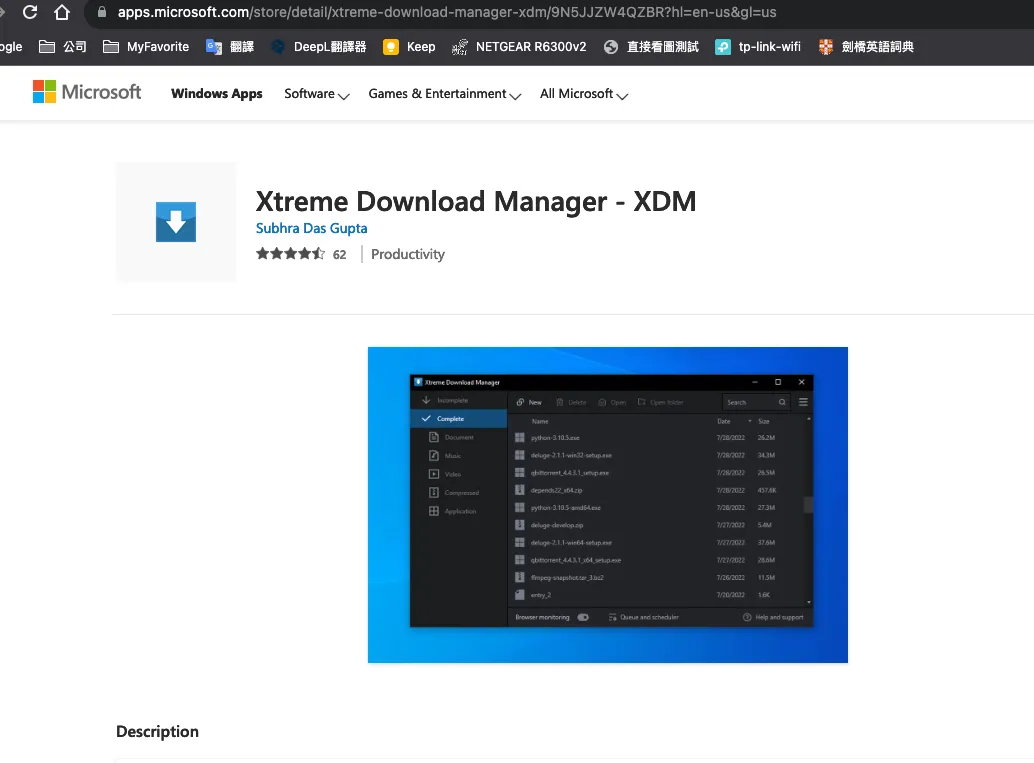 apps.microsoft.com/store/detail/xtreme-download-manager-xdm/9N5JJZW4QZBR?hl=en-us&gl=us
ogle 公司 MyFavorite 翻譯 DeepL翻譯器 Keep NETGEAR R6300v2 直接看圖測試 tp-link-wifi 劍橋英語詞典
Microsoft Windows Apps Software Games & Entertainment All Microsoft
Xtreme Download Manager - XDM
Subhra Das Gupta
62 Productivity
Xtreme Download Manager
Incomplete New Delete Open Open folder Search
Complete Name Date Size
Document python-3.10.5.exe 7/28/2022 26.2M
Music deluge-2.1.1-win32-setup.exe 7/28/2022 34.3M
Video qbittorrent_4.4.3.1_setup.exe 7/28/2022 26.5M
Compressed depends22_x64.zip 7/28/2022 457.6K
Application python-3.10.5-amd64.exe 7/28/2022 27.3M
deluge-develop.zip 7/27/2022 5.4M
deluge-2.1.1-win64-setup.exe 7/27/2022 37.6M
qbittorrent_4.4.3.1_x64_setup.exe 7/27/2022 28.6M
ffmpeg-snapshot.tar_3.bz2 7/26/2022 11.5M
entry_2 7/20/2022 1.6K
Browser monitoring Queue and scheduler Help and support
Description